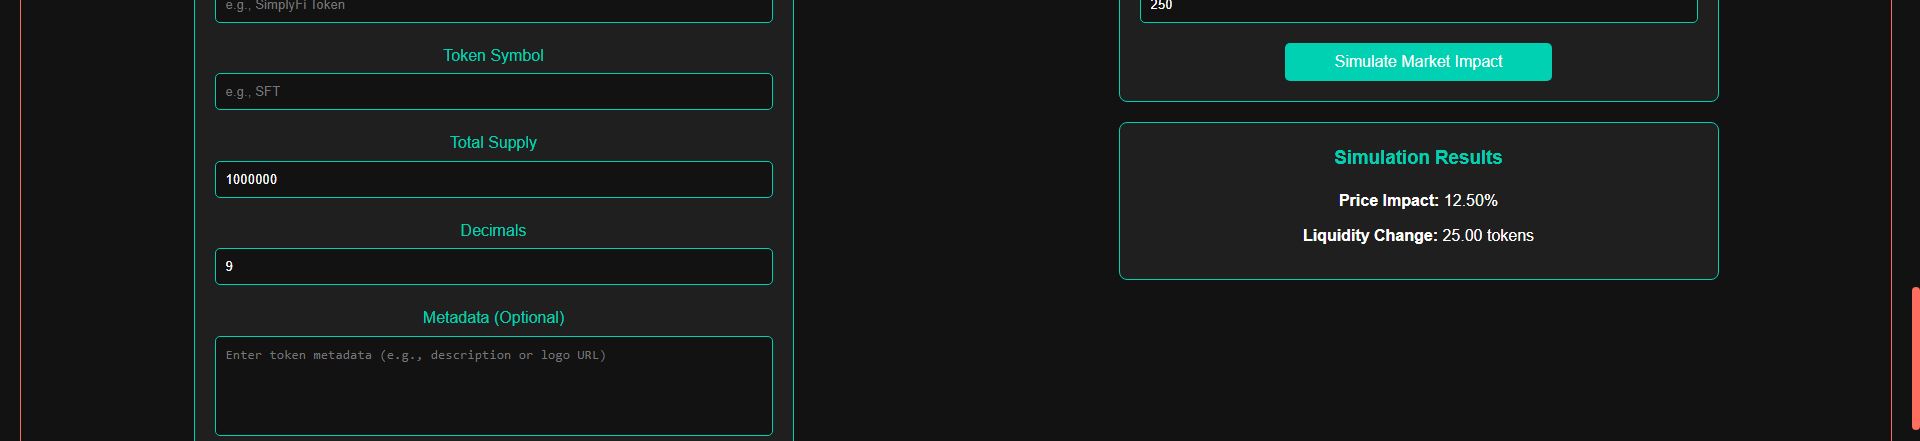 e.g., SimplyFi Token
Token Symbol
e.g., SFT
Total Supply
1000000
Decimals
9
Metadata (Optional)
Enter token metadata (e.g., description or logo URL)
250
Simulate Market Impact
Simulation Results
Price Impact: 12.50%
Liquidity Change: 25.00 tokens